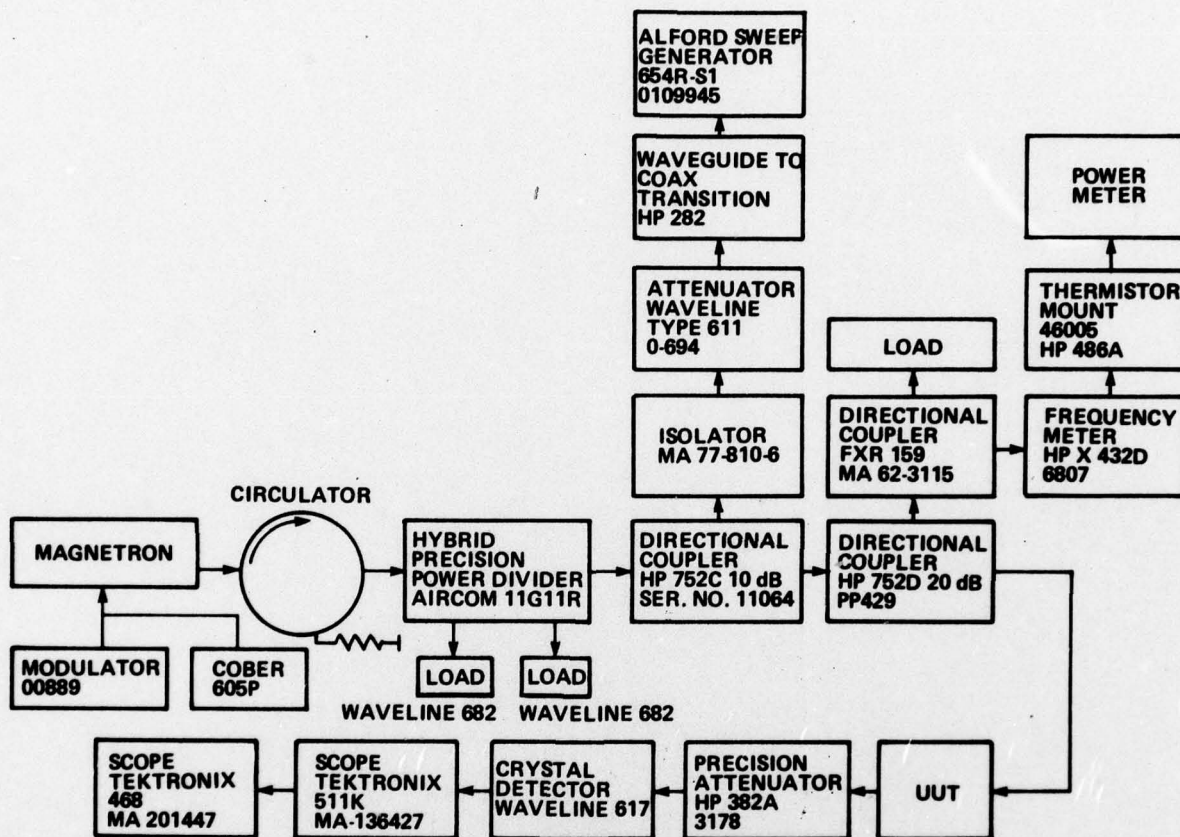 ALFORD SWEEP
GENERATOR
654R-S1
0109945
WAVEGUIDE TO
COAX
TRANSITION
HP 282
POWER
METER
ATTENUATOR
WAVELINE
TYPE 611
0-694
THERMISTOR
MOUNT
46005
HP 486A
LOAD
ISOLATOR
MA 77-810-6
DIRECTIONAL
COUPLER
FXR 159
MA 62-3115
FREQUENCY
METER
HP X 432D
6807
CIRCULATOR
MAGNETRON
HYBRID
PRECISION
POWER DIVIDER
AIRCOM 11G11R
DIRECTIONAL
COUPLER
HP 752C 10 dB
SER. NO. 11064
DIRECTIONAL
COUPLER
HP 752D 20 dB
PP429
MODULATOR
00889
COBER
605P
LOAD
LOAD
WAVELINE 682
WAVELINE 682
SCOPE
TEKTRONIX
468
MA 201447
SCOPE
TEKTRONIX
511K
MA-136427
CRYSTAL
DETECTOR
WAVELINE 617
PRECISION
ATTENUATOR
HP 382A
3178
UUT